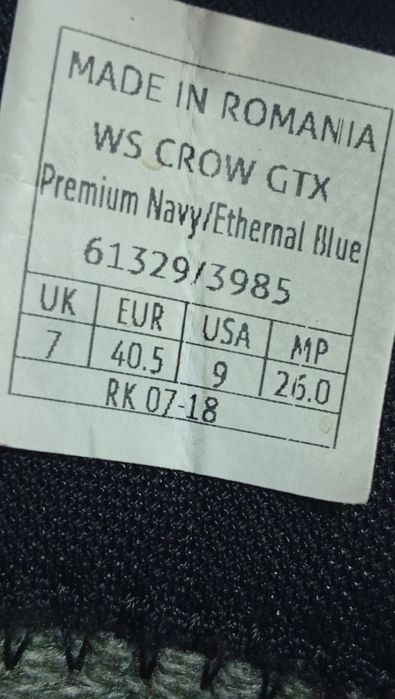 MADE IN ROMANIA
WS CROW GTX
Premium Navy/Ethernal Blue
61329/3985
UK EUR USA MP
7 40.5 9 26.0
RK 07-18